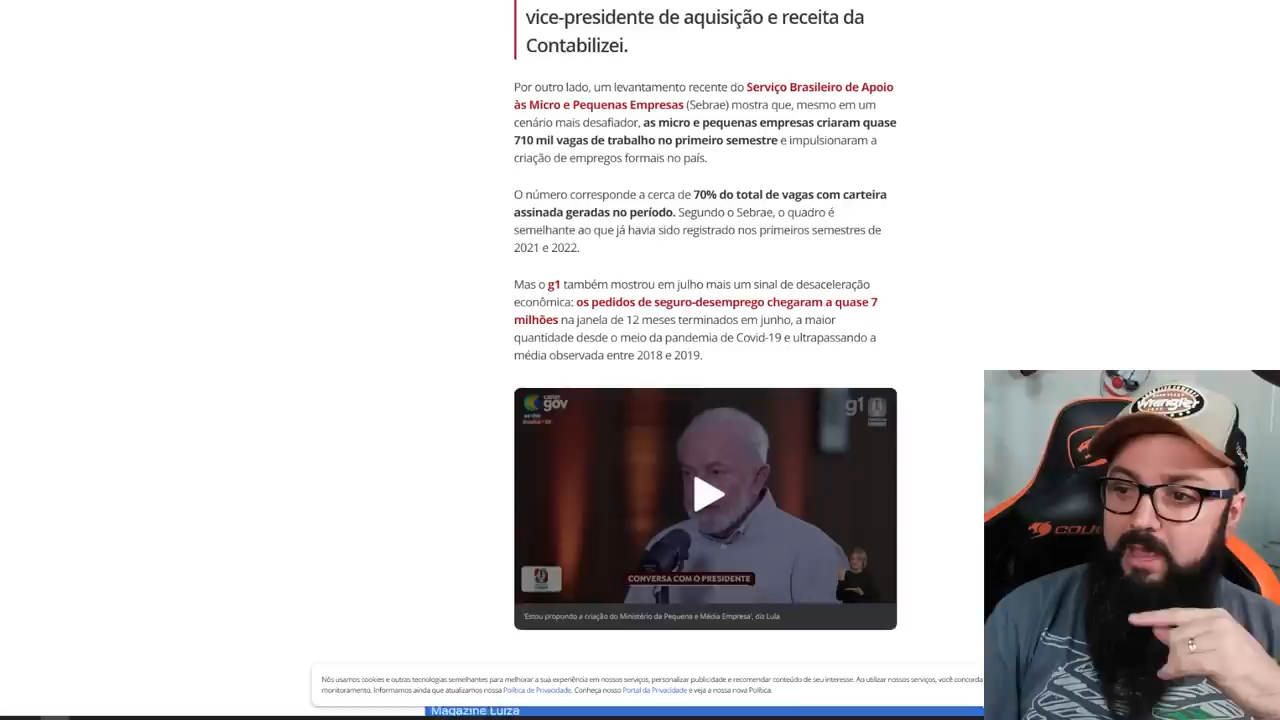 vice-presidente de aquisição e receita da
Contabilizei.
Por outro lado, um levantamento recente do Serviço Brasileiro de Apoio
às Micro e Pequenas Empresas (Sebrae) mostra que, mesmo em um
cenário mais desafiador, as micro e pequenas empresas criaram quase
710 mil vagas de trabalho no primeiro semestre e impulsionaram a
criação de empregos formais no país.
O número corresponde a cerca de 70% do total de vagas com carteira
assinada geradas no período. Segundo o Sebrae, o quadro é
semelhante ao que já havia sido registrado nos primeiros semestres de
2021 e 2022.
Mas o g1 também mostrou em julho mais um sinal de desaceleração
econômica: os pedidos de seguro-desemprego chegaram a quase 7
milhões na janela de 12 meses terminados em junho, a maior
quantidade desde o meio da pandemia de Covid-19 e ultrapassando a
média observada entre 2018 e 2019.
gov
g1
CONVERSA COM O PRESIDENTE
'Estou propondo a criação do Ministério da Pequena e Média Empresa', diz Lula
Wrangler
COUG
Nós usamos cookies e outras tecnologias semelhantes para melhorar a sua experiência em nossos serviços, personalizar publicidade e recomendar conteúdo de seu interesse. Ao utilizar nossos serviços, você concorda
monitoramento. Informamos ainda que atualizamos nossa Política de Privacidade. Conheça nosso Portal da Privacidade e veja a nossa nova Política.
Magazine Luiza